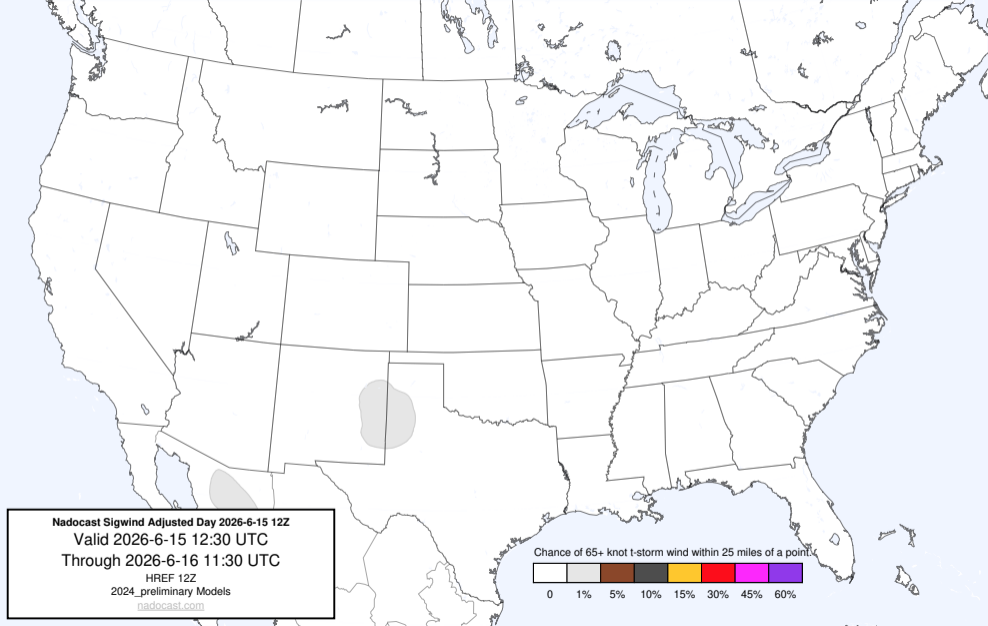 Nadocast Sigwind Adjusted Day 2026-6-15 12Z
Valid 2026-6-15 12:30 UTC
Through 2026-6-16 11:30 UTC
HREF 12Z
2024_preliminary Models
nadocast.com
Chance of 65+ knot t-storm wind within 25 miles of a point.
0 1% 5% 10% 15% 30% 45% 60%